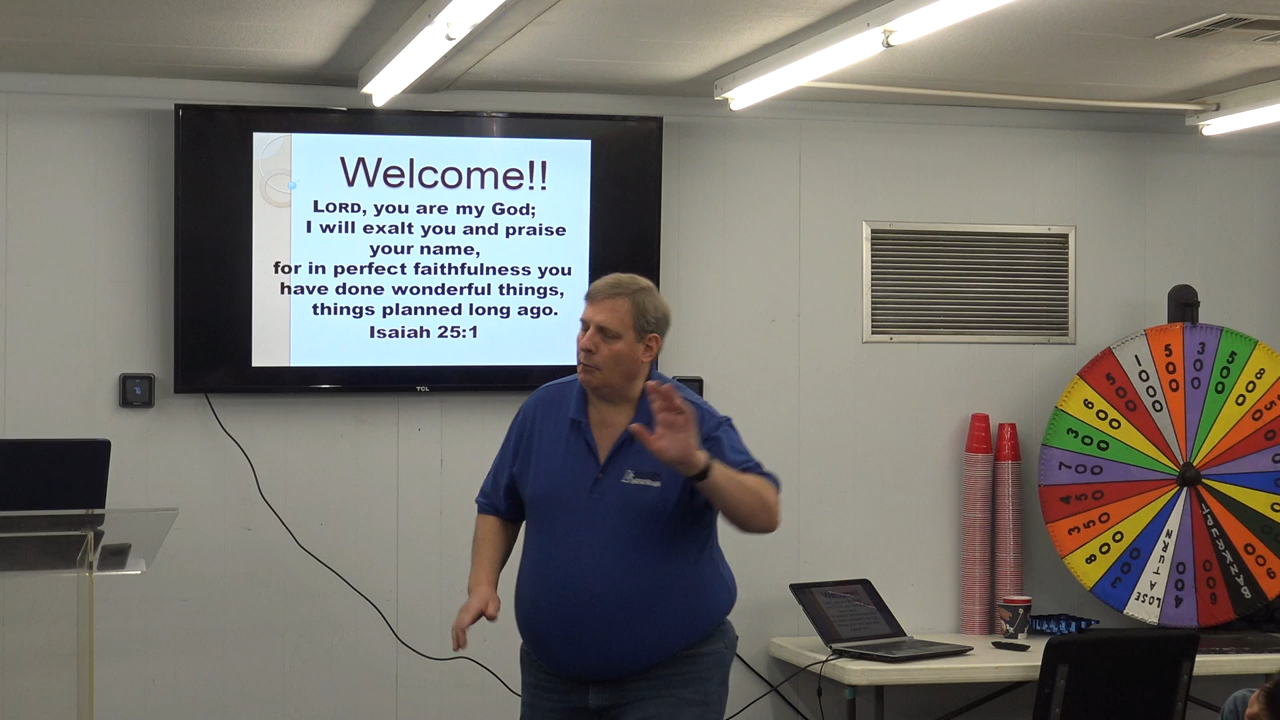 Welcome!!
LORD, you are my God;
I will exalt you and praise
your name,
for in perfect faithfulness you
have done wonderful things,
things planned long ago.
Isaiah 25:1
TCL
500
300
500
1000
500
600
300
700
450
350
800
300
LOSE A TURN
400
600
BANKRUPT